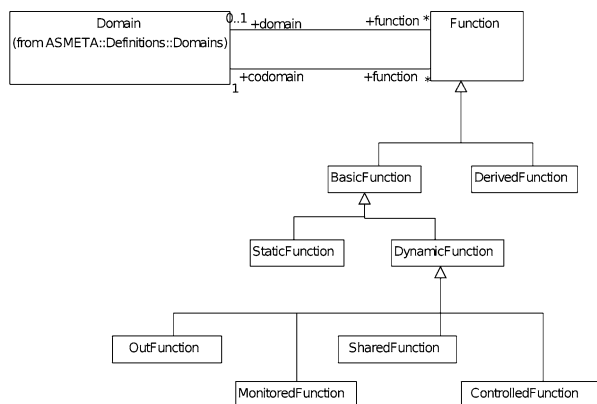 Domain
(from ASMETA::Definitions::Domains)
0..1
+domain
+function *
Function
1
+codomain
+function *
BasicFunction
DerivedFunction
StaticFunction
DynamicFunction
OutFunction
SharedFunction
MonitoredFunction
ControlledFunction